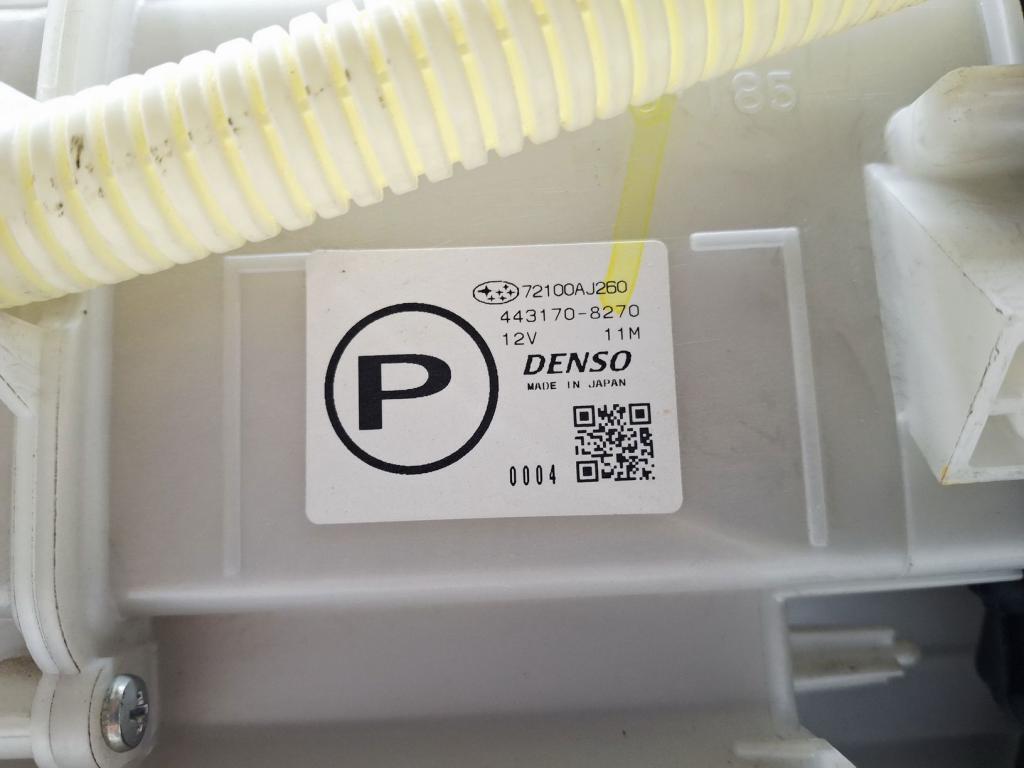 85
72100AJ260
443170-8270
12V 11M
DENSO
MADE IN JAPAN
P
0004